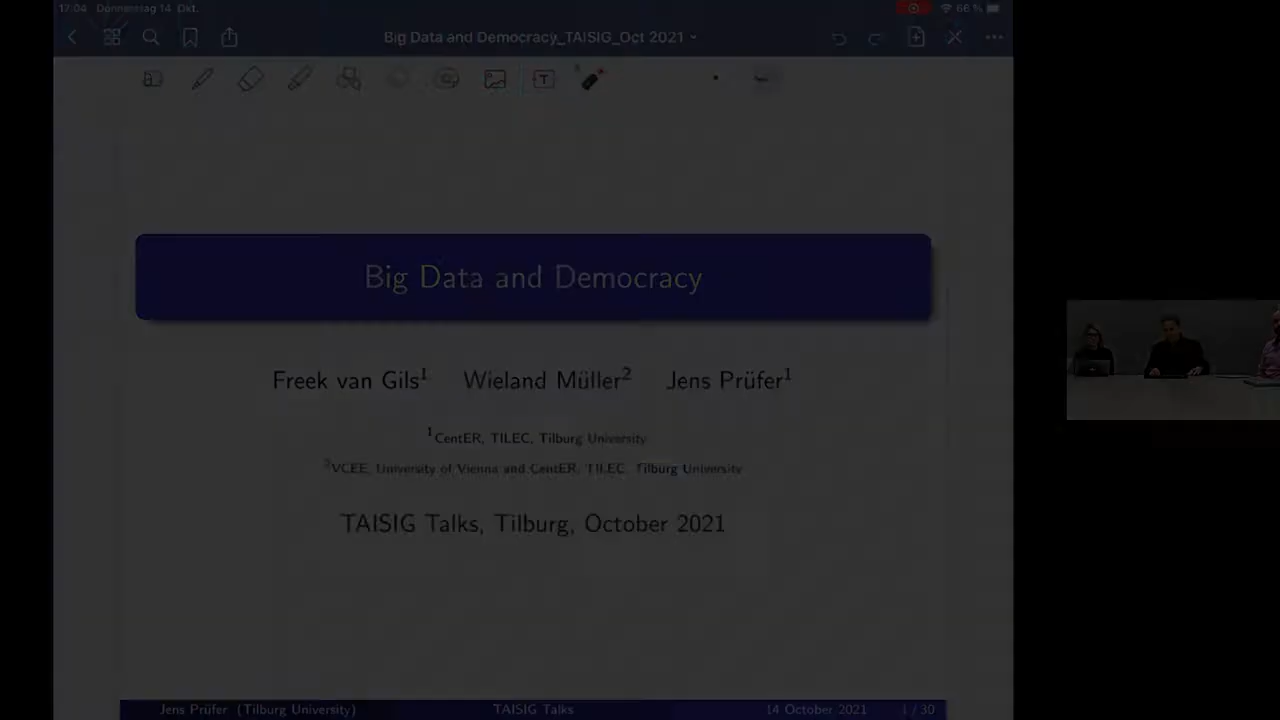 17:04 Donnerstag 14. Okt.
66 %
Big Data and Democracy_TAISIG_Oct 2021
T
Big Data and Democracy
Freek van Gils1 Wieland Müller2 Jens Prüfer1
1CentER, TILEC, Tilburg University
2VCEE, University of Vienna and CentER, TILEC, Tilburg University
TAISIG Talks, Tilburg, October 2021
Jens Prüfer (Tilburg University) TAISIG Talks 14 October 2021 1 / 30